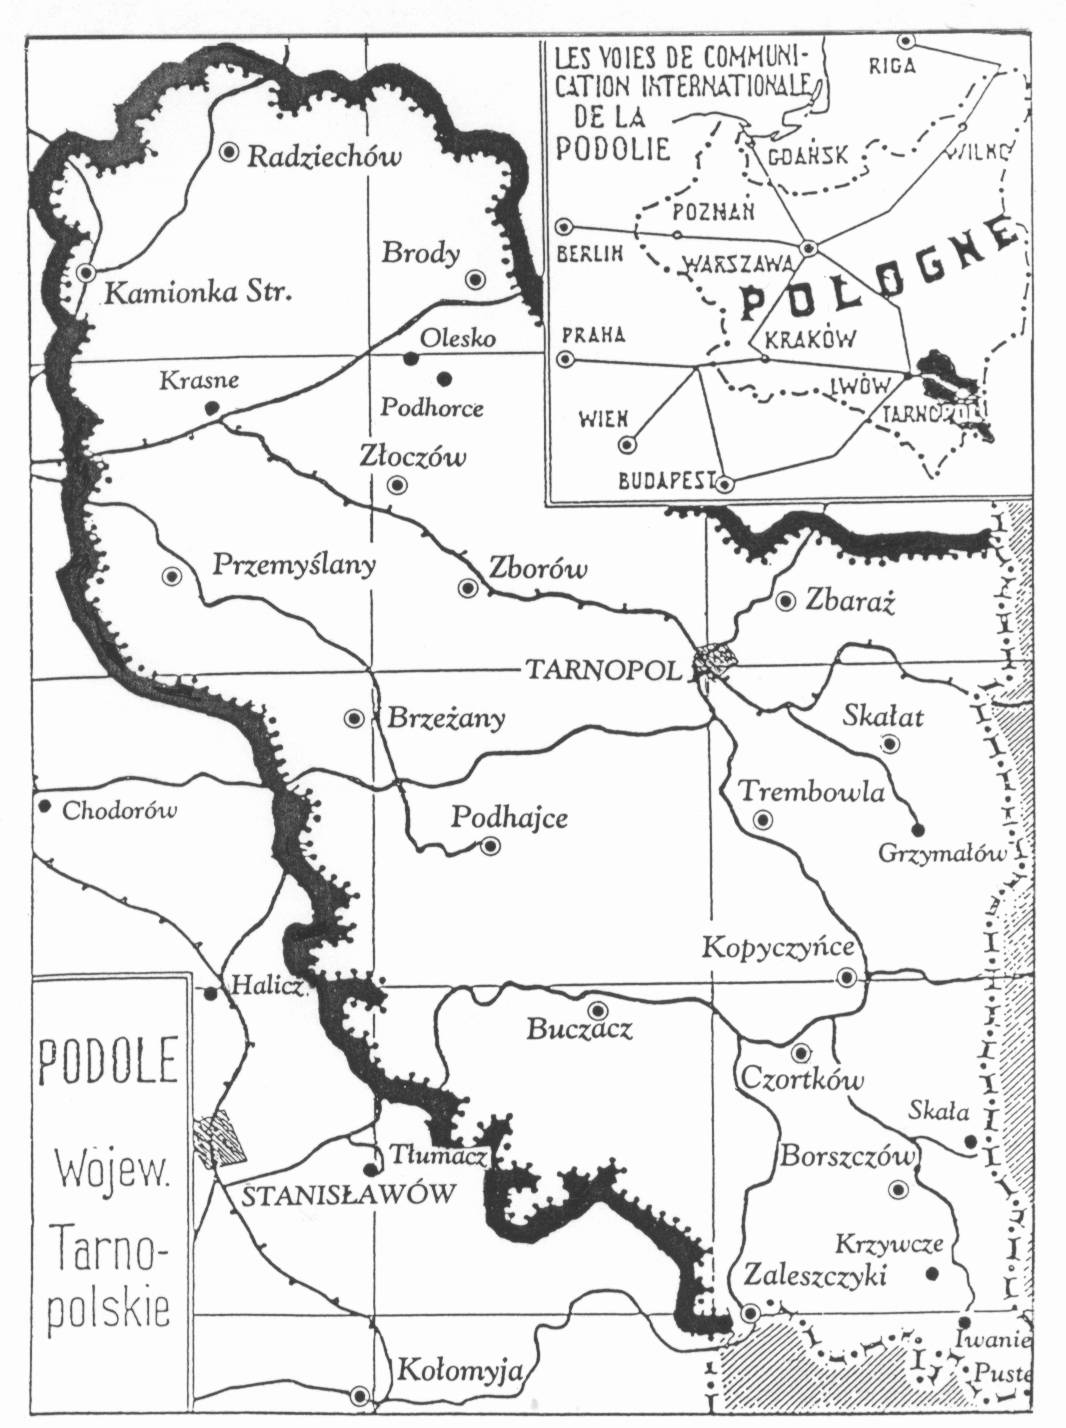 LES VOIES DE COMMUNI-
CATION INTERNATIONALE
DE LA
PODOLIE
RIGA
GDAŃSK
WILNO
POZNAŃ
BERLIN
WARSZAWA
POLOGNE
PRAHA
KRAKÓW
LWÓW
WIEN
TARNOPOL
BUDAPEST
Radziechów
Brody
Kamionka Str.
Olesko
Krasne
Podhorce
Złoczów
Przemyślany
Zborów
Zbaraż
TARNOPOL
Brzeżany
Skałat
Trembowla
Chodorów
Podhajce
Grzymałów
Kopyczyńce
Halicz
Buczacz
Czortków
Skała
Tłumacz
Borszczów
STANISŁAWÓW
Krzywcze
Zaleszczyki
Iwanie
Puste
Kołomyja
PODOLE
Wojew.
Tarno-
polskie